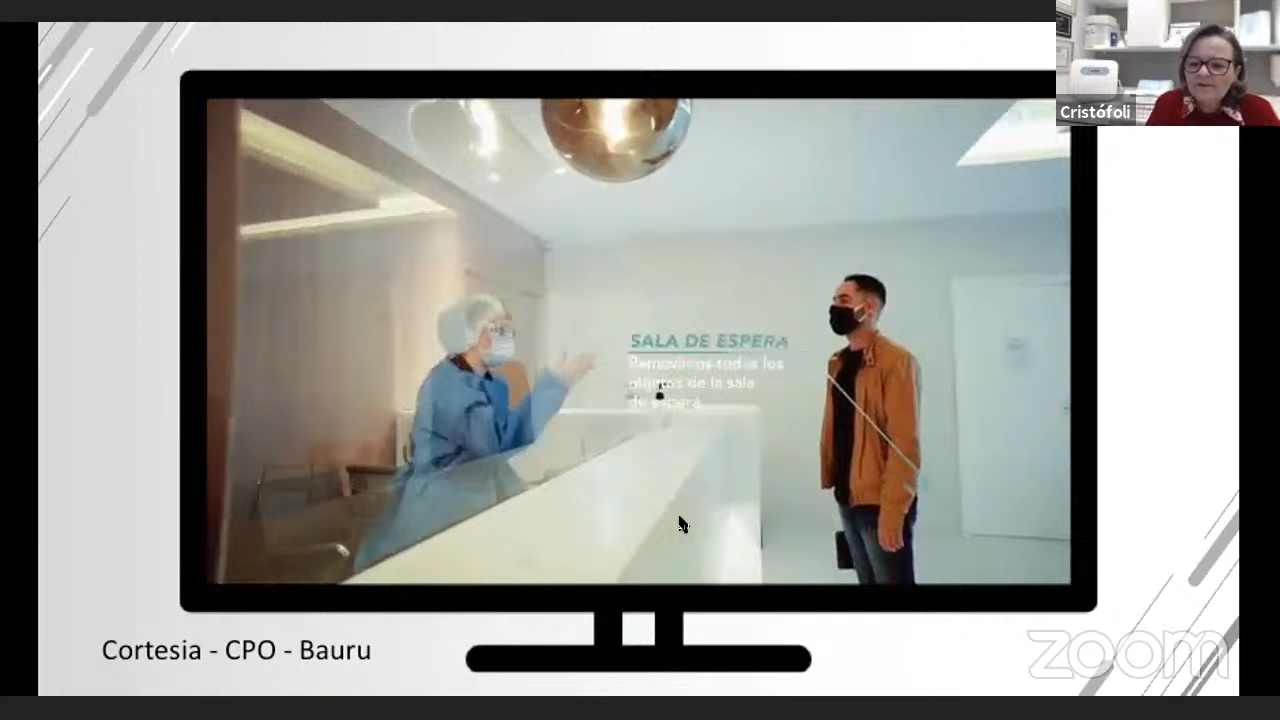 Cristófoli
SALA DE ESPERA
Removimos todos los
objetos de la sala
de espera
Cortesia - CPO - Bauru
zoom